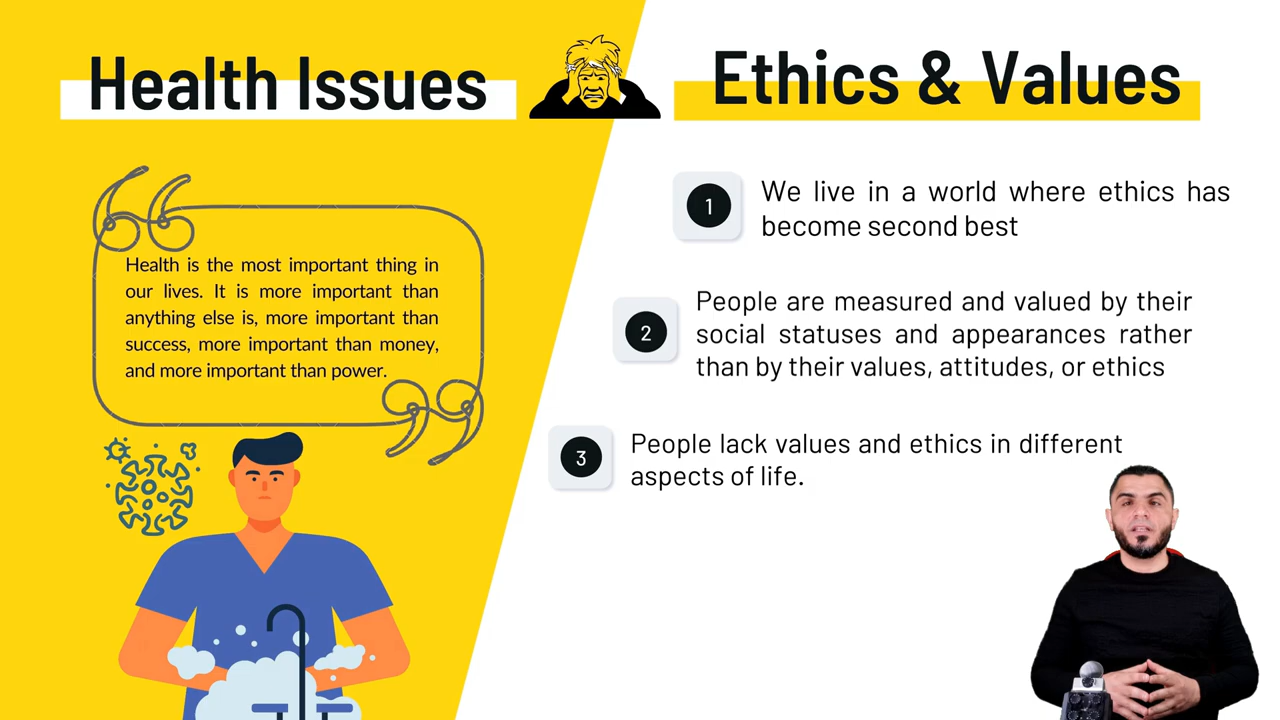 Health Issues
Health is the most important thing in
our lives. It is more important than
anything else is, more important than
success, more important than money,
and more important than power.
Ethics & Values
1
We live in a world where ethics has
become second best
2
People are measured and valued by their
social statuses and appearances rather
than by their values, attitudes, or ethics
3
People lack values and ethics in different
aspects of life.